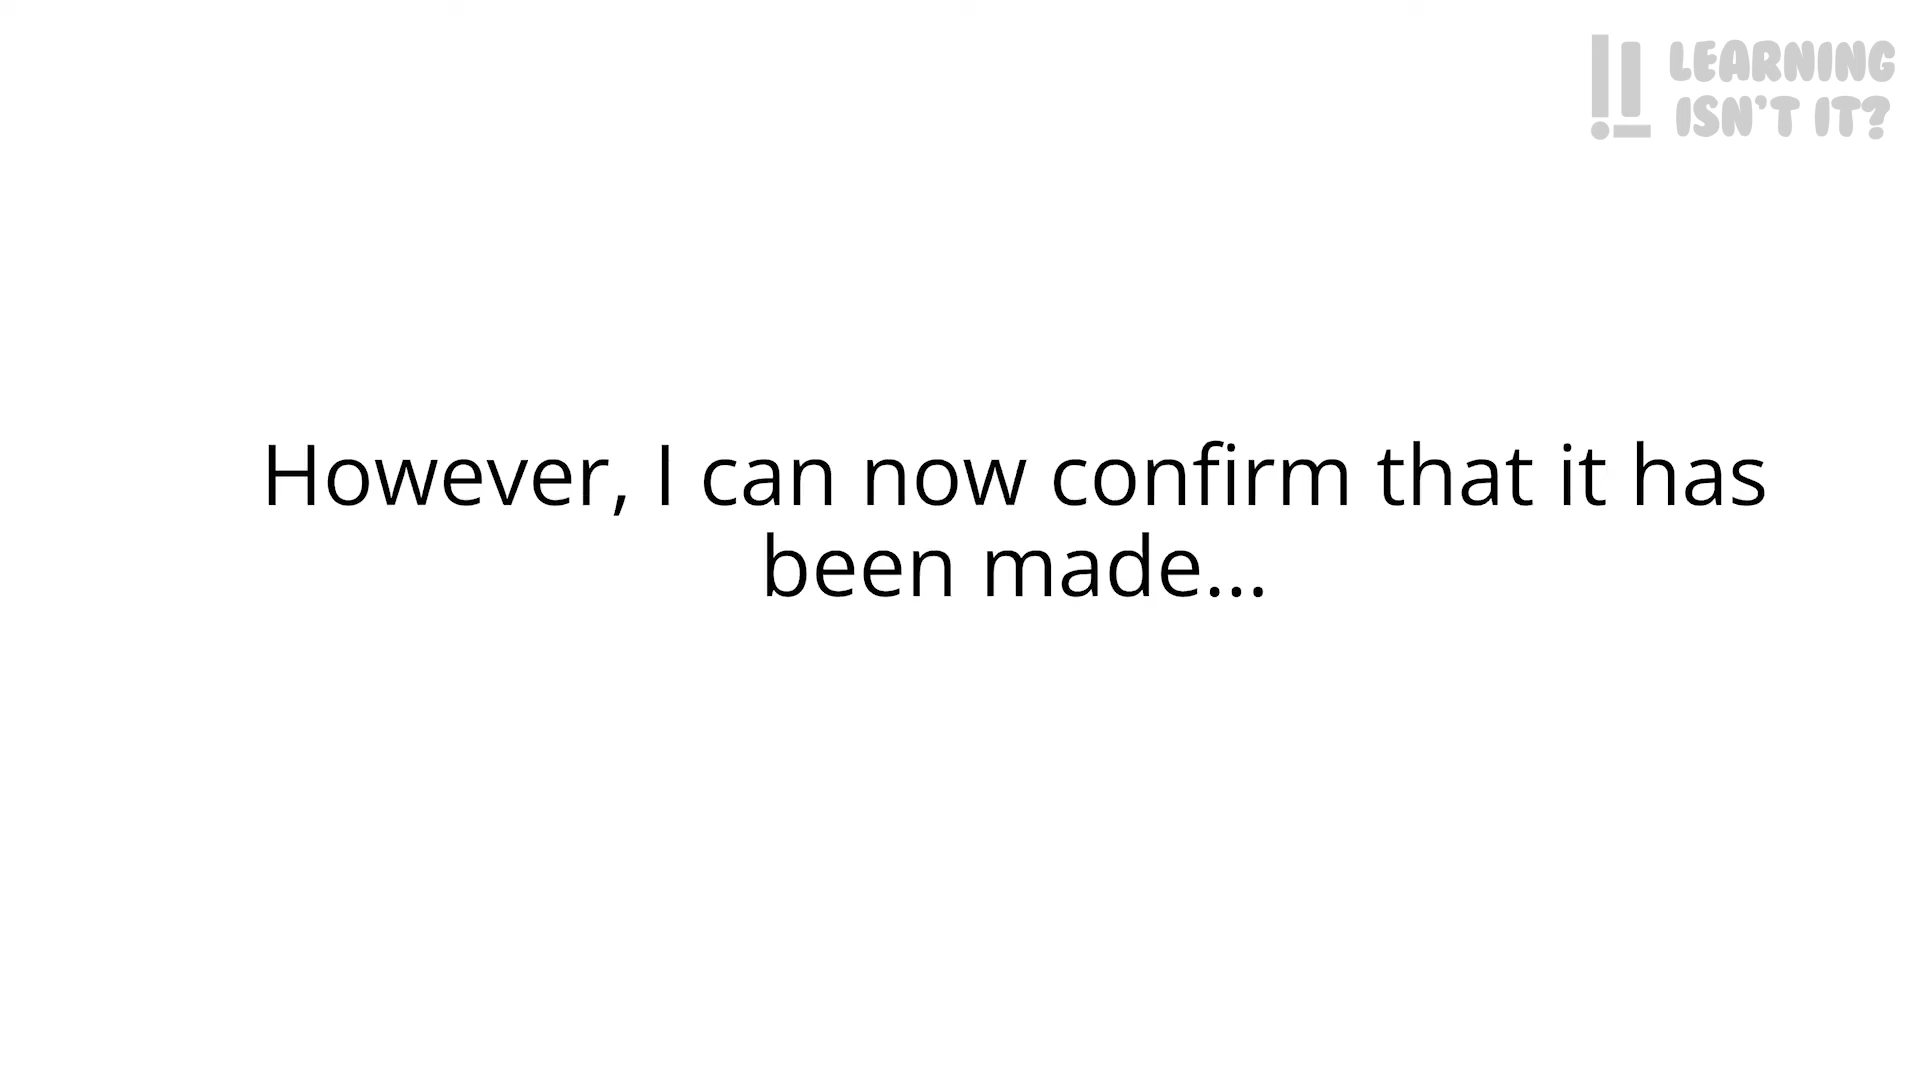 LEARNING
ISN'T IT?
However, I can now confirm that it has
been made...